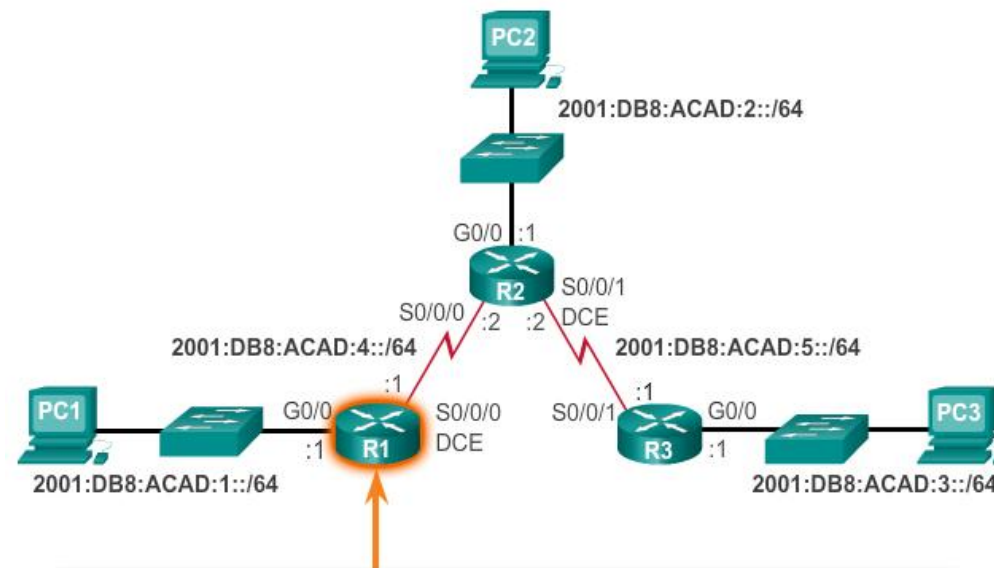 PC2
2001:DB8:ACAD:2::/64
G0/0 :1
R2
S0/0/0
S0/0/1
:2 :2 DCE
2001:DB8:ACAD:4::/64
2001:DB8:ACAD:5::/64
:1
:1
PC1
G0/0
S0/0/0
S0/0/1
G0/0
PC3
:1
R1
DCE
R3
:1
2001:DB8:ACAD:1::/64
2001:DB8:ACAD:3::/64